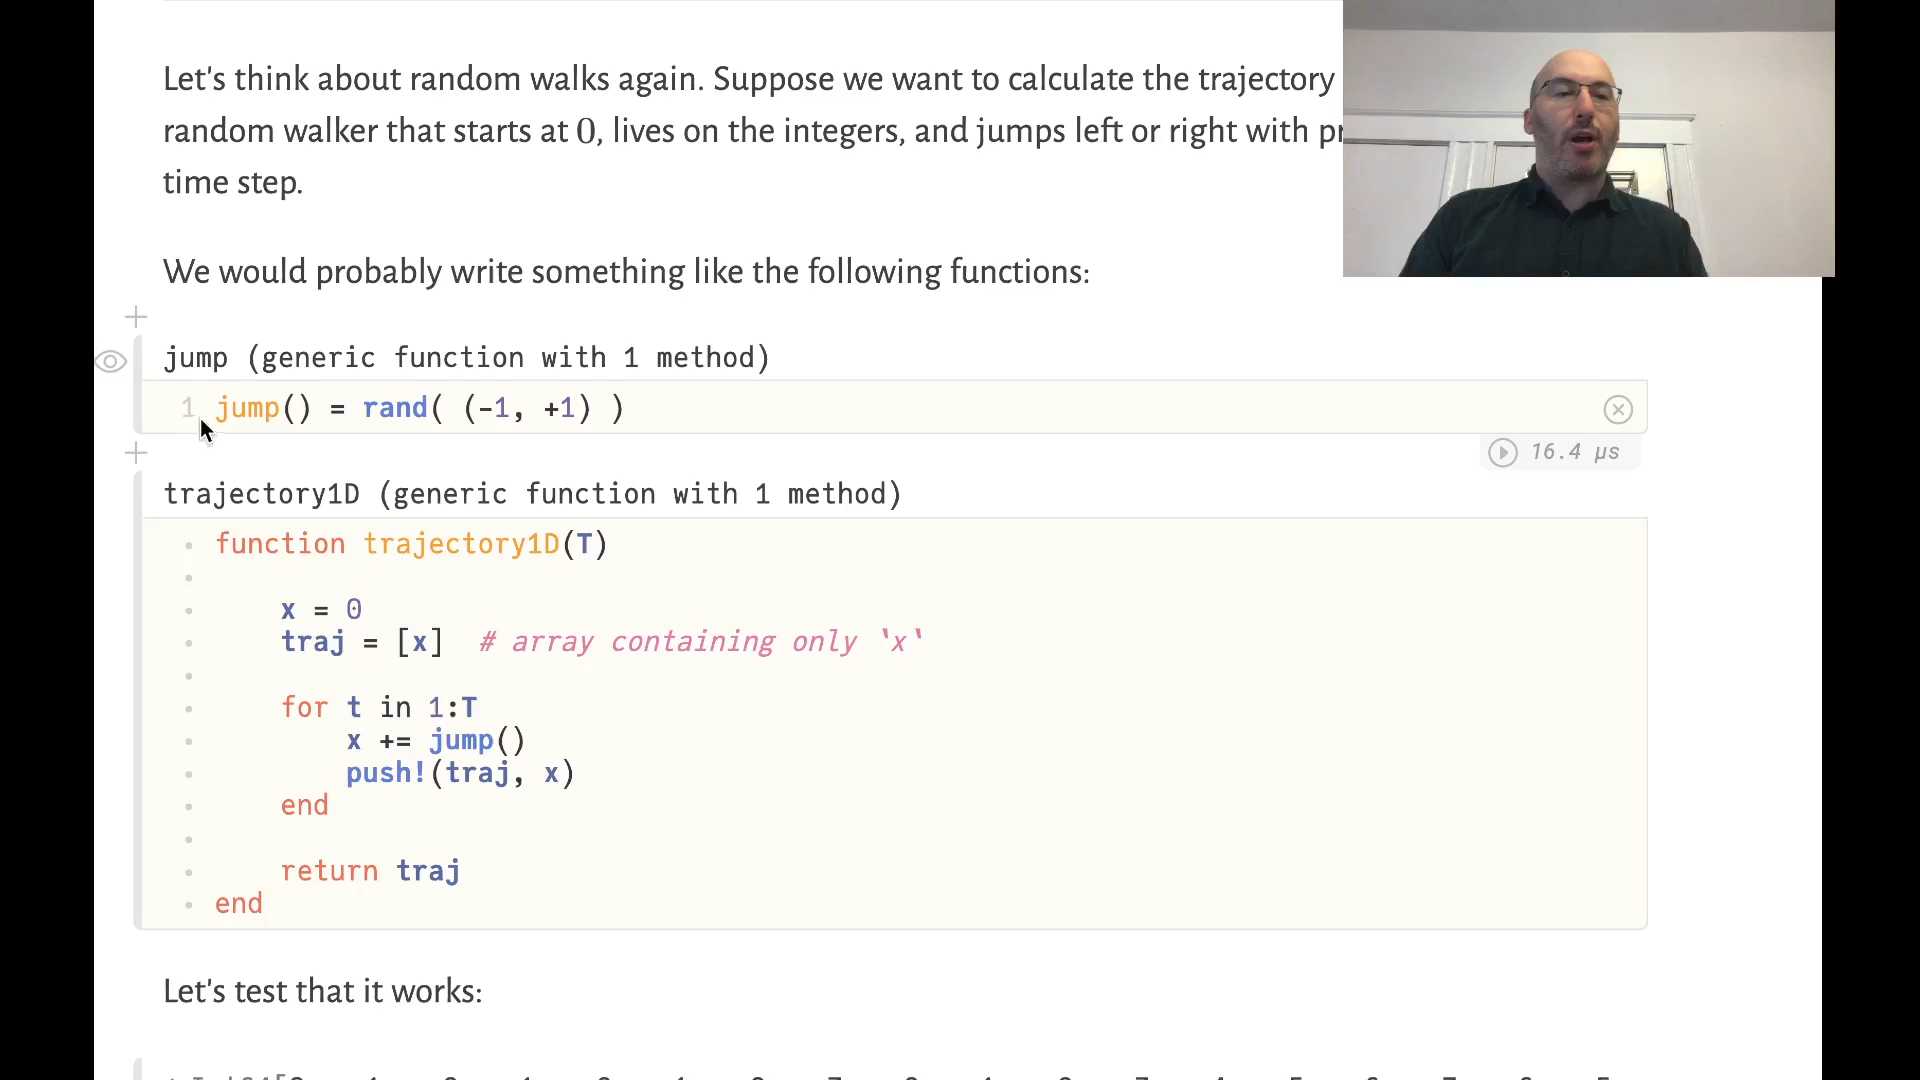 Let's think about random walks again. Suppose we want to calculate the trajectory
random walker that starts at 0, lives on the integers, and jumps left or right with
time step.
We would probably write something like the following functions:
jump (generic function with 1 method)
1 jump() = rand( (-1, +1) )
16.4 μs
trajectory1D (generic function with 1 method)
function trajectory1D(T)
x = 0
traj = [x] # array containing only `x`
for t in 1:T
x += jump()
push!(traj, x)
end
return traj
end
Let's test that it works: